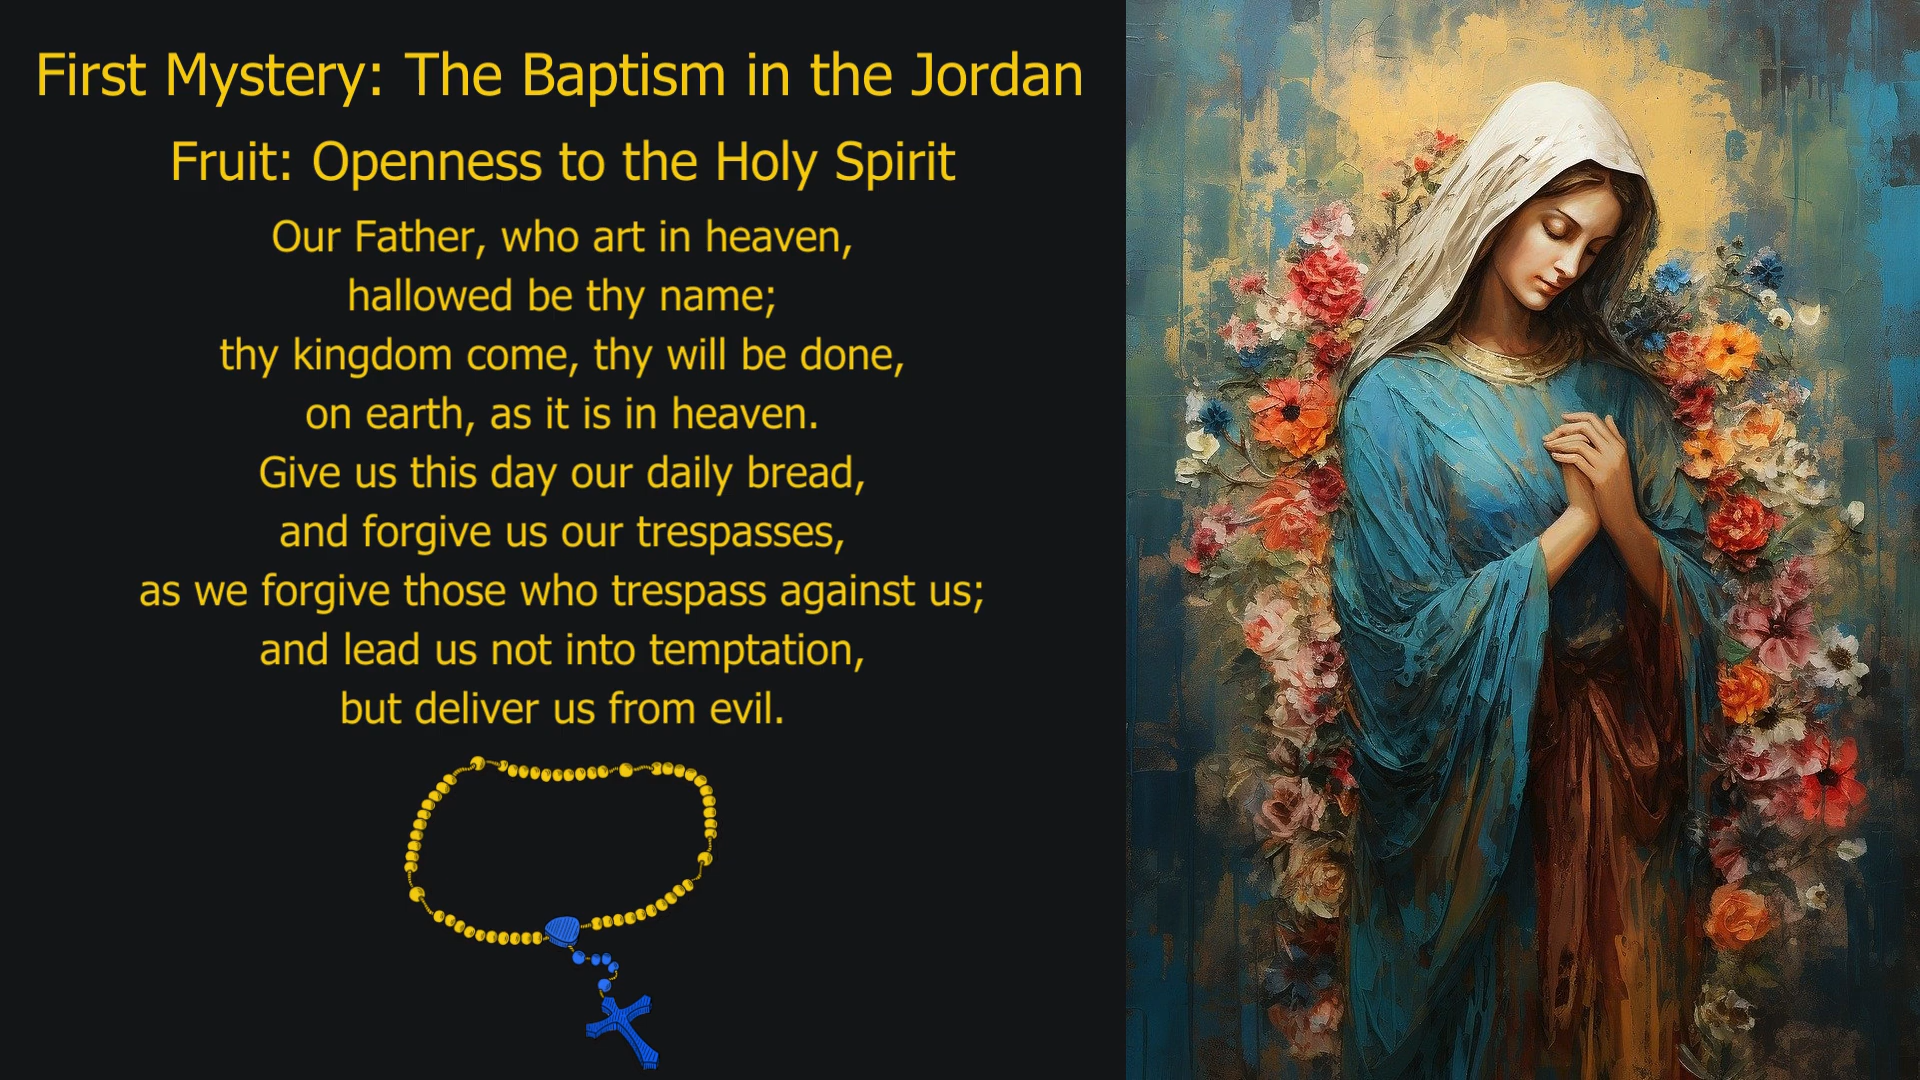 First Mystery: The Baptism in the Jordan
Fruit: Openness to the Holy Spirit
Our Father, who art in heaven,
hallowed be thy name;
thy kingdom come, thy will be done,
on earth, as it is in heaven.
Give us this day our daily bread,
and forgive us our trespasses,
as we forgive those who trespass against us;
and lead us not into temptation,
but deliver us from evil.